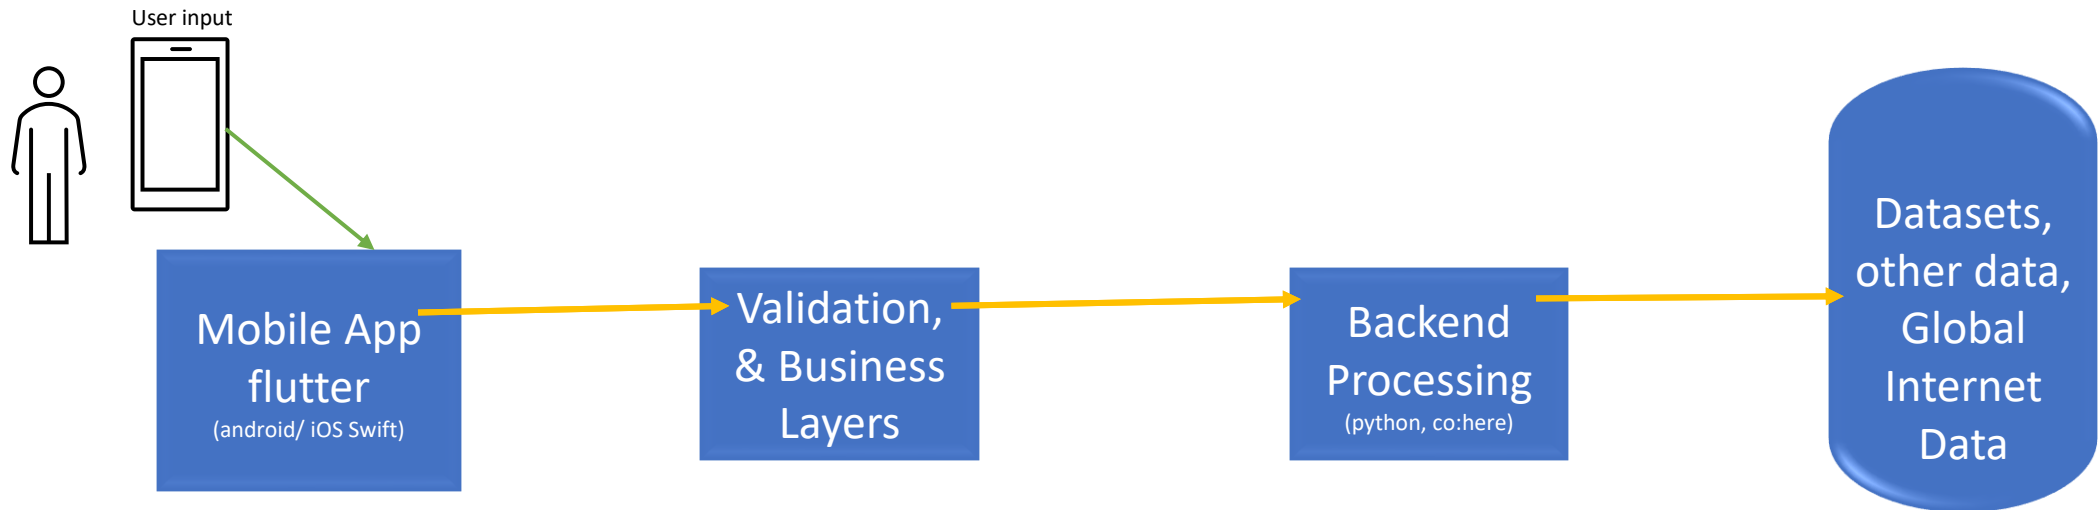 User input
Mobile App
flutter
(android/ iOS Swift)
Validation,
& Business
Layers
Backend
Processing
(python, co:here)
Datasets,
other data,
Global
Internet
Data